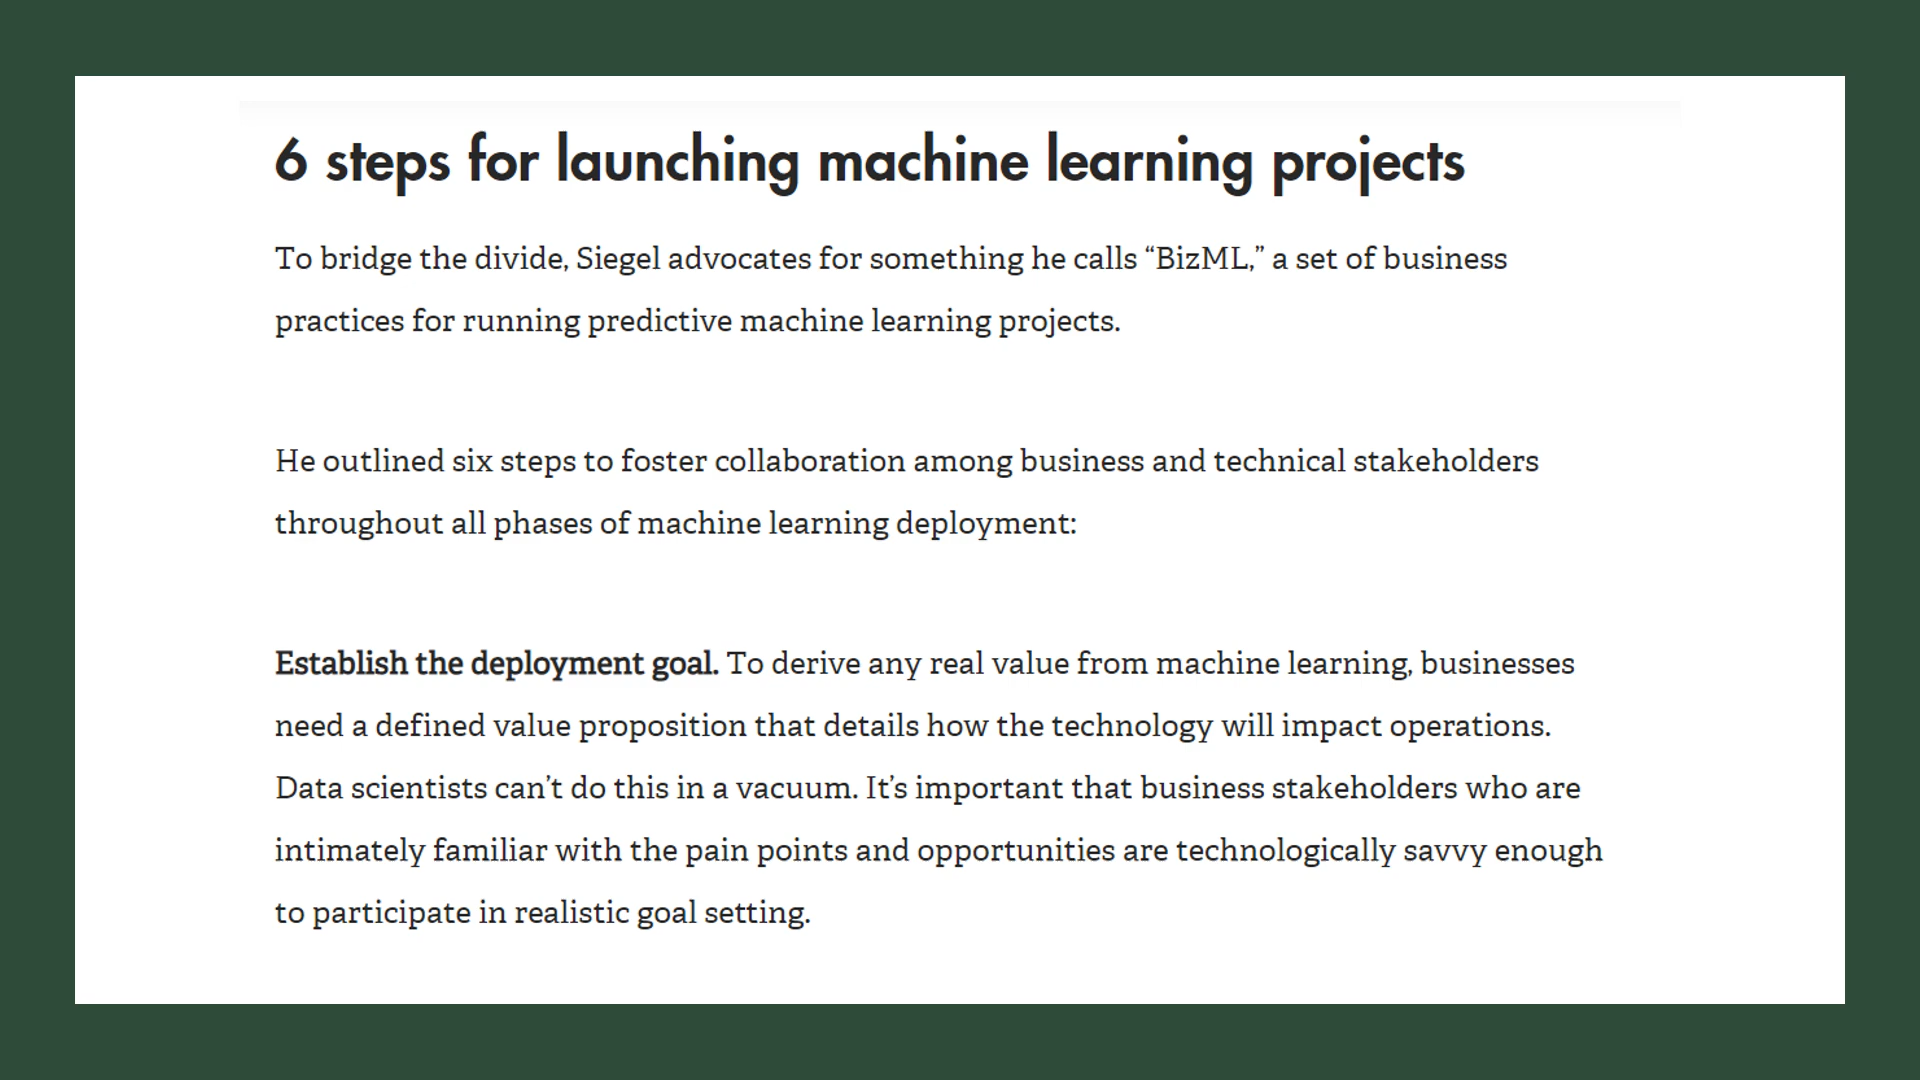 6 steps for launching machine learning projects
To bridge the divide, Siegel advocates for something he calls “BizML,” a set of business
practices for running predictive machine learning projects.
He outlined six steps to foster collaboration among business and technical stakeholders
throughout all phases of machine learning deployment:
Establish the deployment goal. To derive any real value from machine learning, businesses
need a defined value proposition that details how the technology will impact operations.
Data scientists can’t do this in a vacuum. It’s important that business stakeholders who are
intimately familiar with the pain points and opportunities are technologically savvy enough
to participate in realistic goal setting.